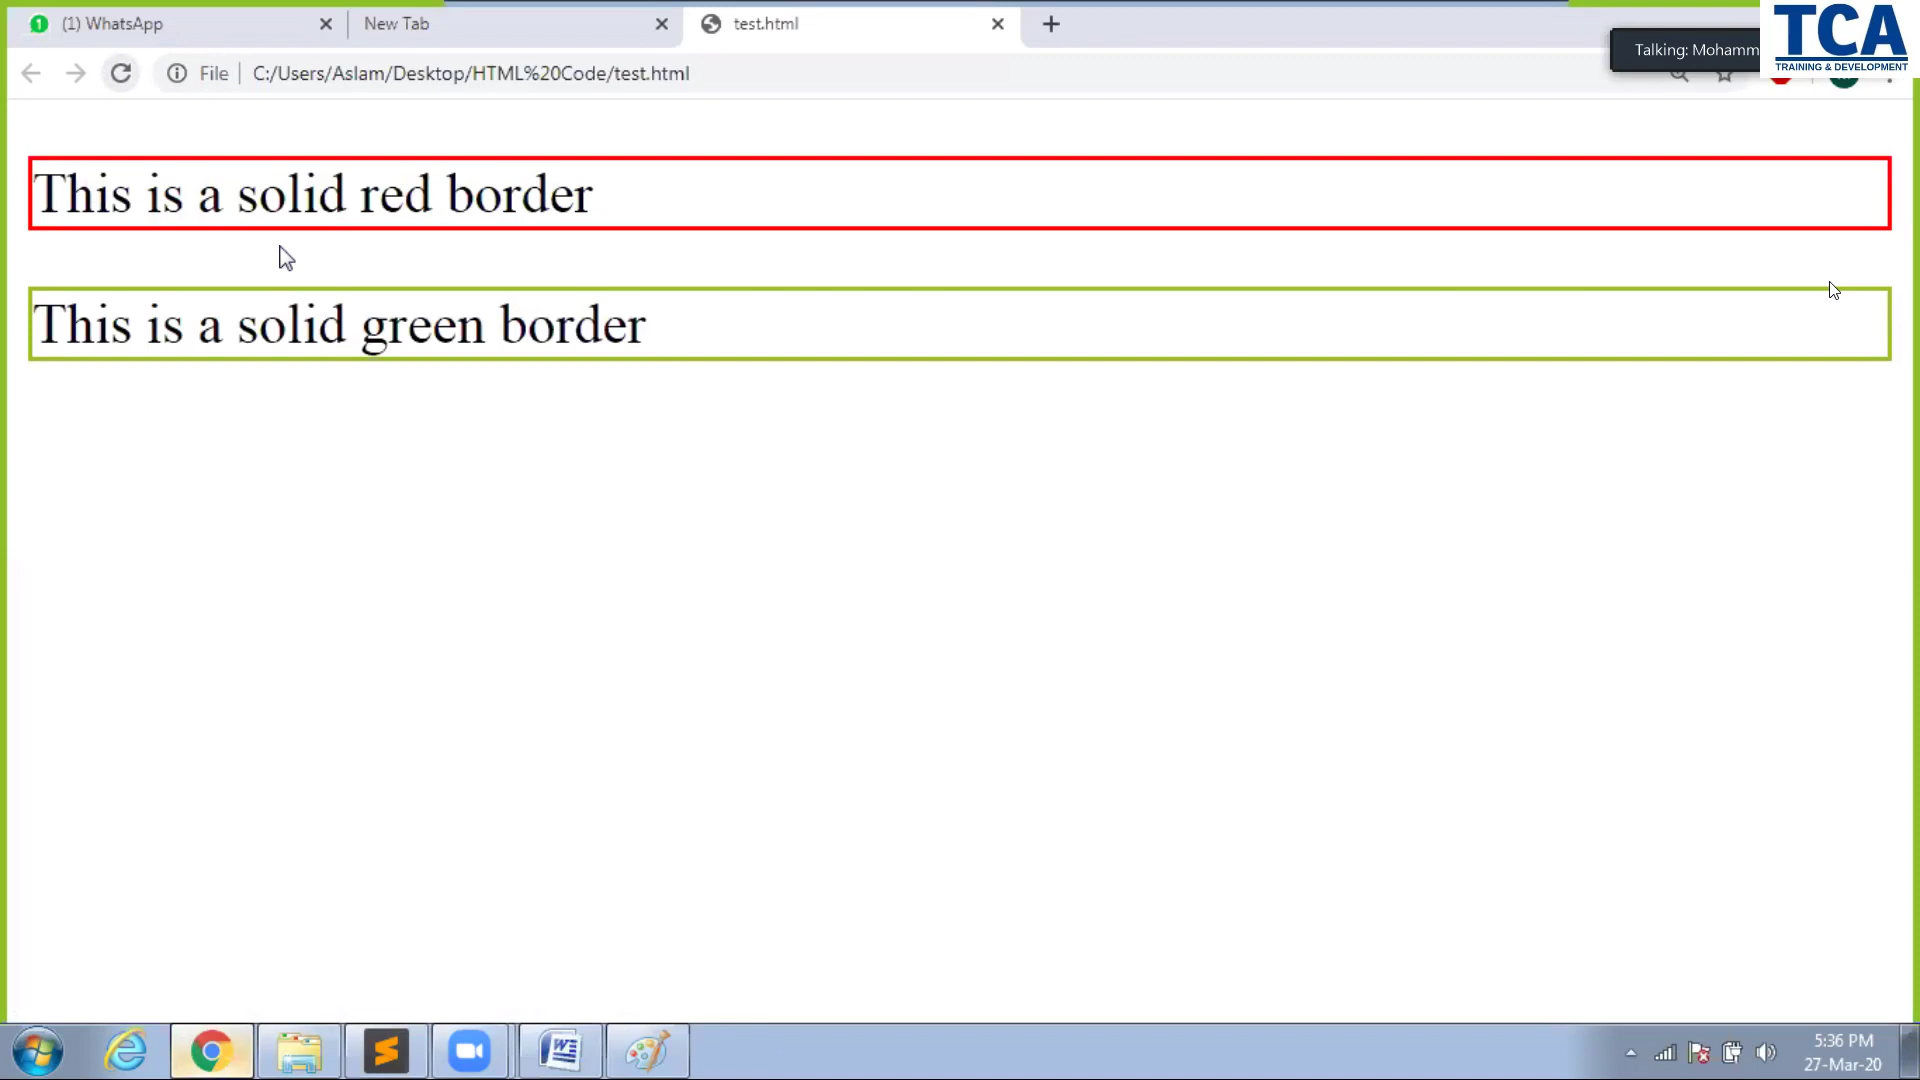 (1) WhatsApp
New Tab
test.html
Talking: Mohamm
TCA
TRAINING & DEVELOPMENT
File
C:/Users/Aslam/Desktop/HTML%20Code/test.html
This is a solid red border
This is a solid green border
5:36 PM
27-Mar-20